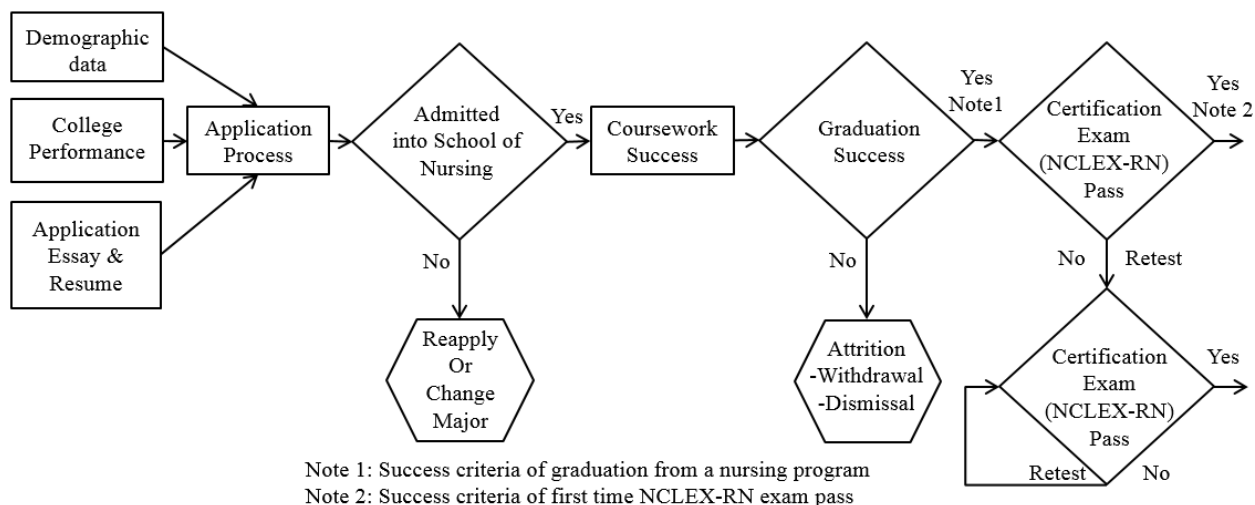 Demographic
data
College
Performance
Application
Essay &
Resume
Application
Process
Admitted
into School of
Nursing
Yes
No
Reapply
Or
Change
Major
Coursework
Success
Graduation
Success
Yes
Note1
No
Attrition
-Withdrawal
-Dismissal
Certification
Exam
(NCLEX-RN)
Pass
Yes
Note 2
No
Retest
Certification
Exam
(NCLEX-RN)
Pass
Yes
Retest
No
Note 1: Success criteria of graduation from a nursing program
Note 2: Success criteria of first time NCLEX-RN exam pass